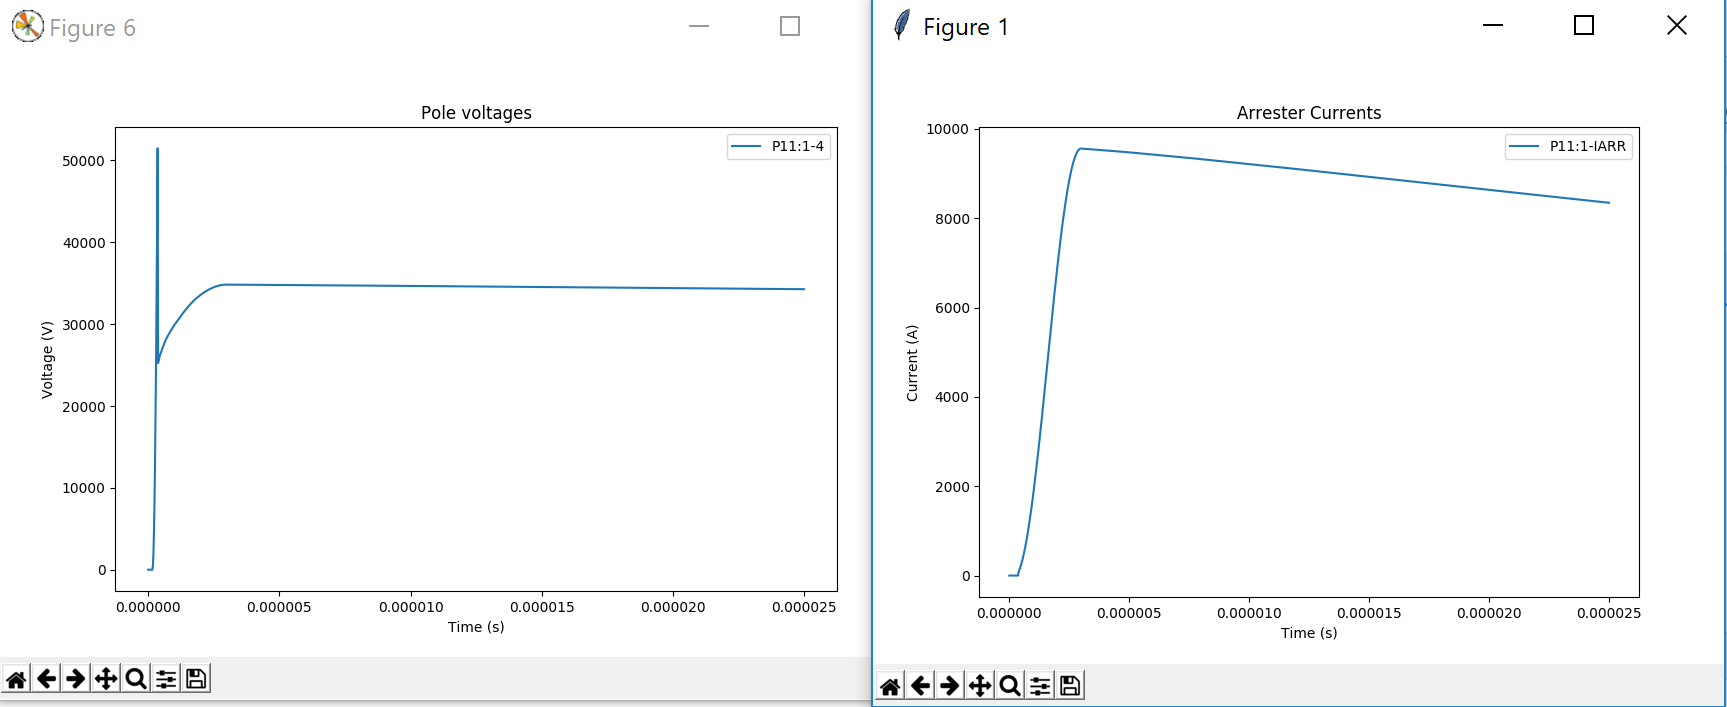 Figure 6
Pole voltages
P11:1-4
50000
40000
30000
20000
10000
0
Voltage (V)
0.000000 0.000005 0.000010 0.000015 0.000020 0.000025
Time (s)
Figure 1
Arrester Currents
P11:1-IARR
10000
8000
6000
4000
2000
0
Current (A)
0.000000 0.000005 0.000010 0.000015 0.000020 0.000025
Time (s)